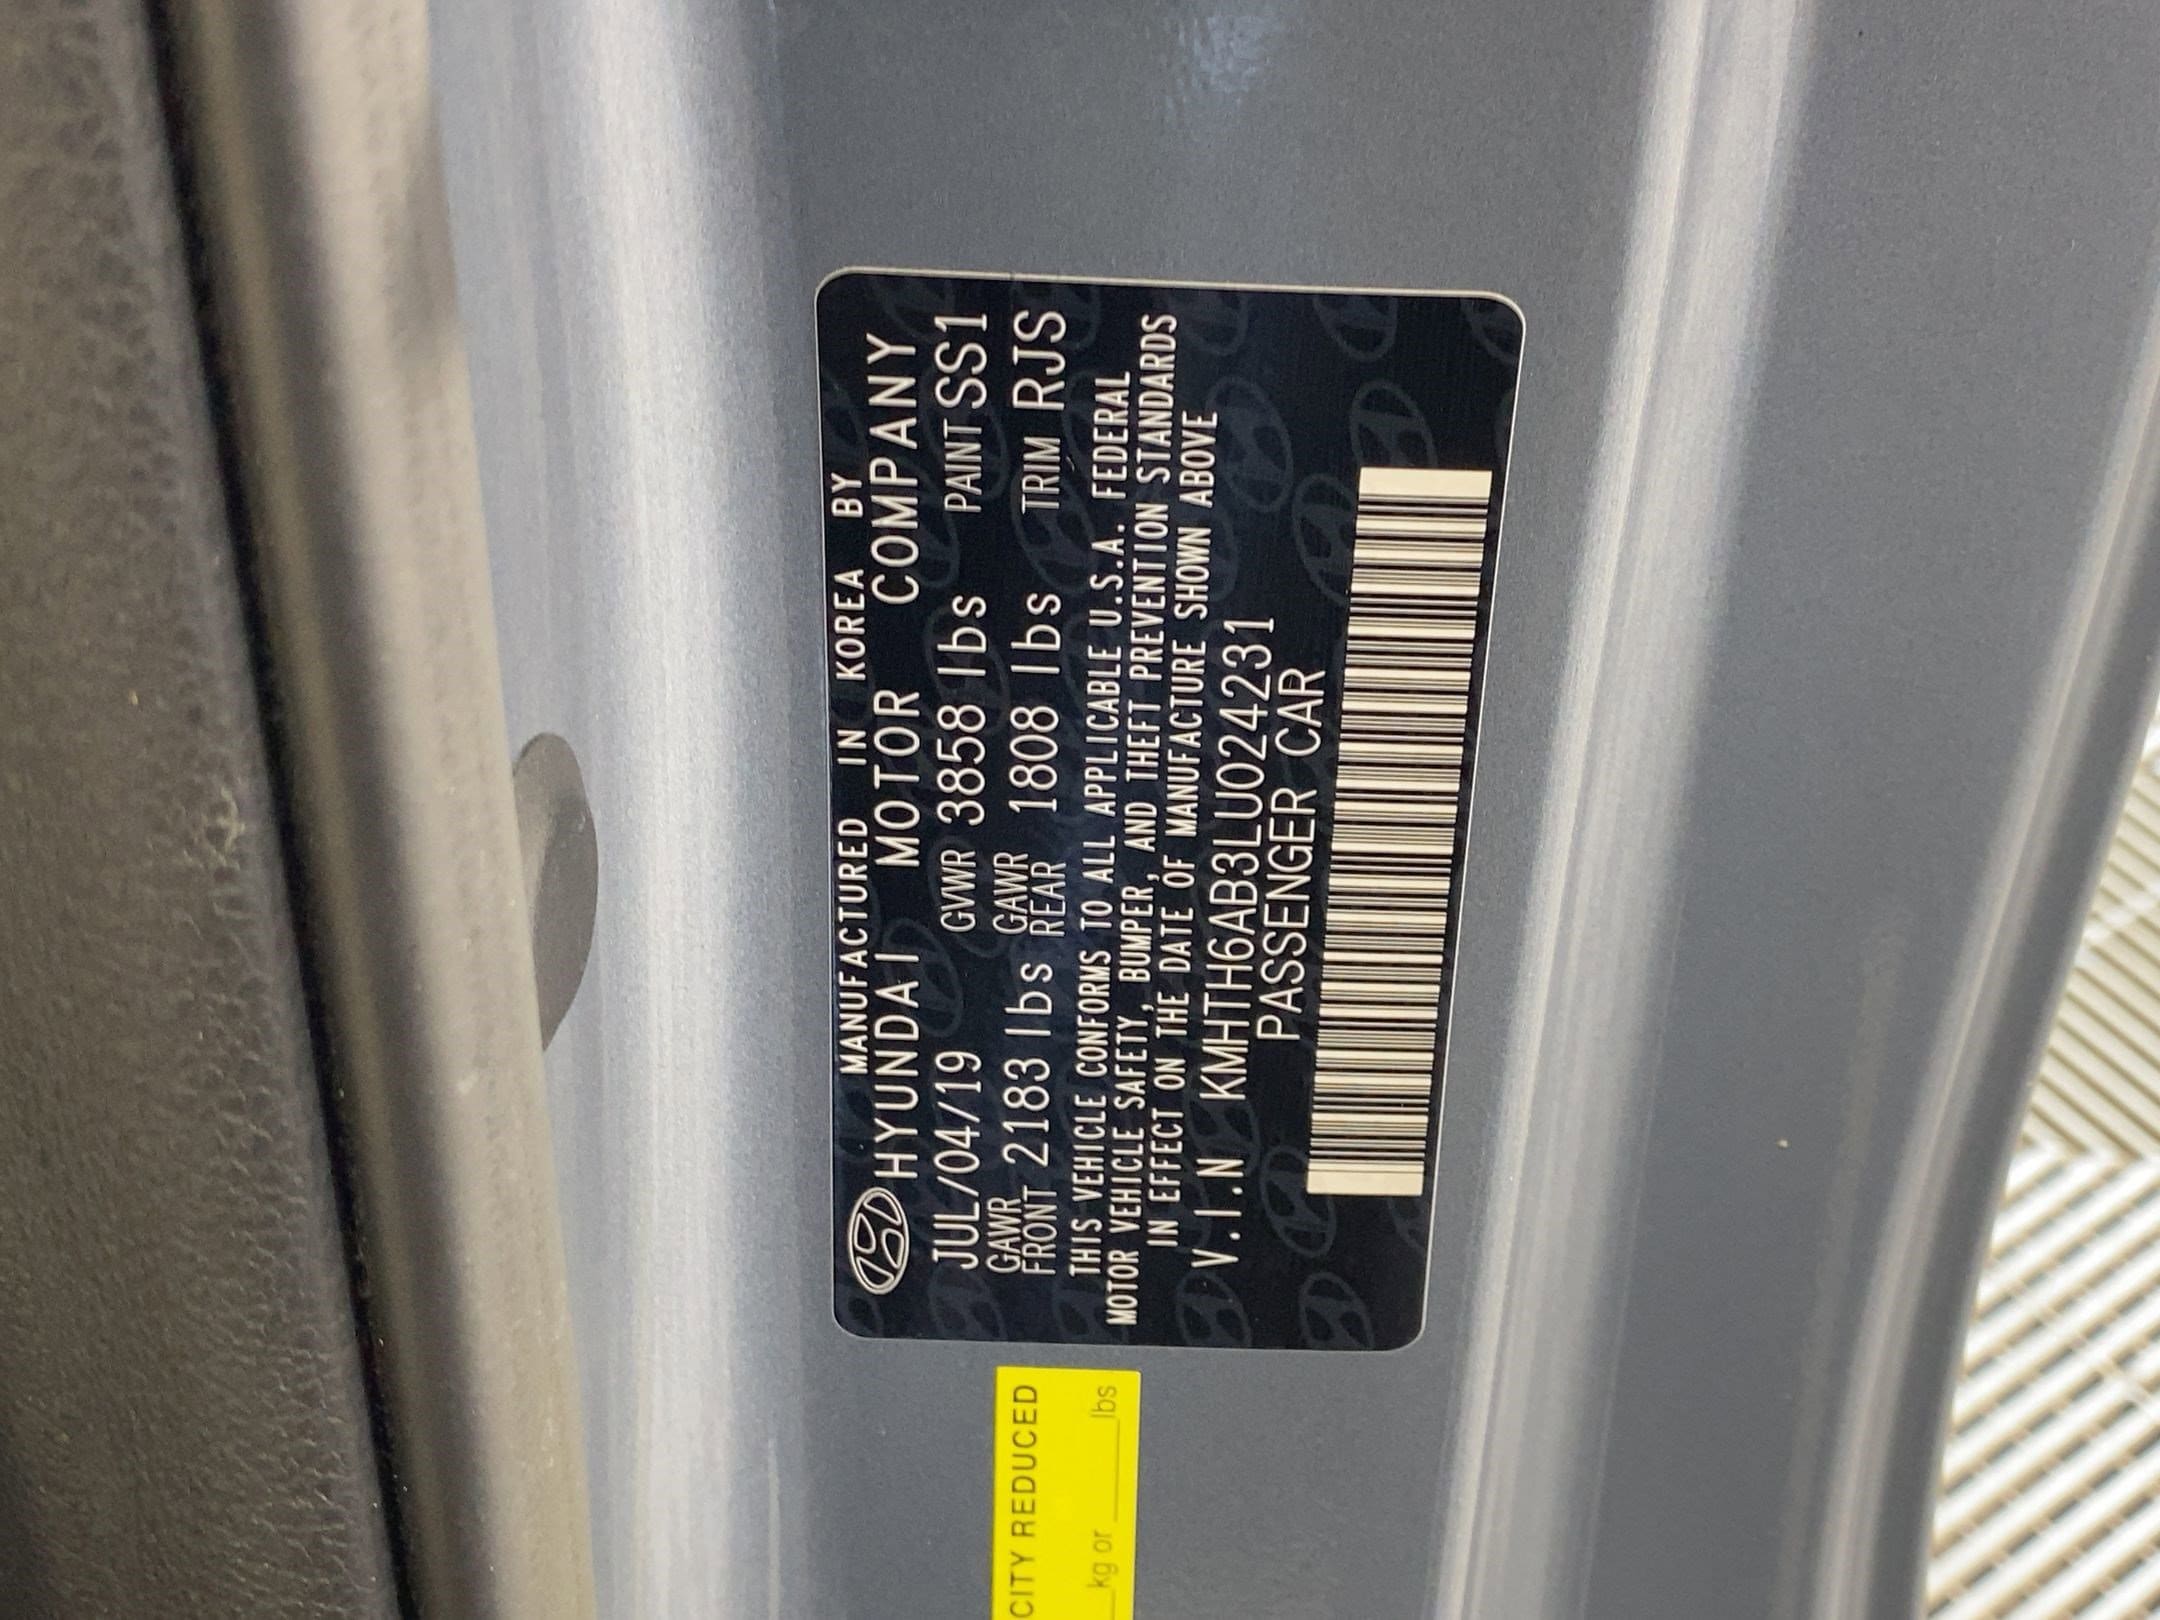 MANUFACTURED IN KOREA BY
HYUNDAI MOTOR COMPANY
JUL/04/19 GVWR 3858 lbs PAINT SS1
GAWR FRONT 2183 lbs GAWR REAR 1808 lbs TRIM RJS
THIS VEHICLE CONFORMS TO ALL APPLICABLE U.S.A. FEDERAL
MOTOR VEHICLE SAFETY, BUMPER, AND THEFT PREVENTION STANDARDS
IN EFFECT ON THE DATE OF MANUFACTURE SHOWN ABOVE
V.I.N KMHTH6AB3LU024231
PASSENGER CAR
CITY REDUCED
kg or lbs